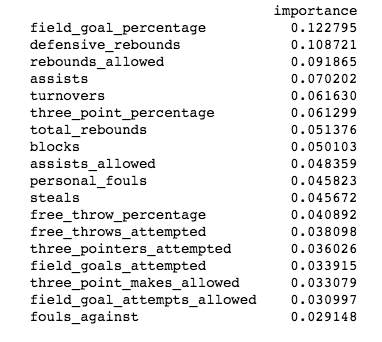 importance
field_goal_percentage 0.122795
defensive_rebounds 0.108721
rebounds_allowed 0.091865
assists 0.070202
turnovers 0.061630
three_point_percentage 0.061299
total_rebounds 0.051376
blocks 0.050103
assists_allowed 0.048359
personal_fouls 0.045823
steals 0.045672
free_throw_percentage 0.040892
free_throws_attempted 0.038098
three_pointers_attempted 0.036026
field_goals_attempted 0.033915
three_point_makes_allowed 0.033079
field_goal_attempts_allowed 0.030997
fouls_against 0.029148